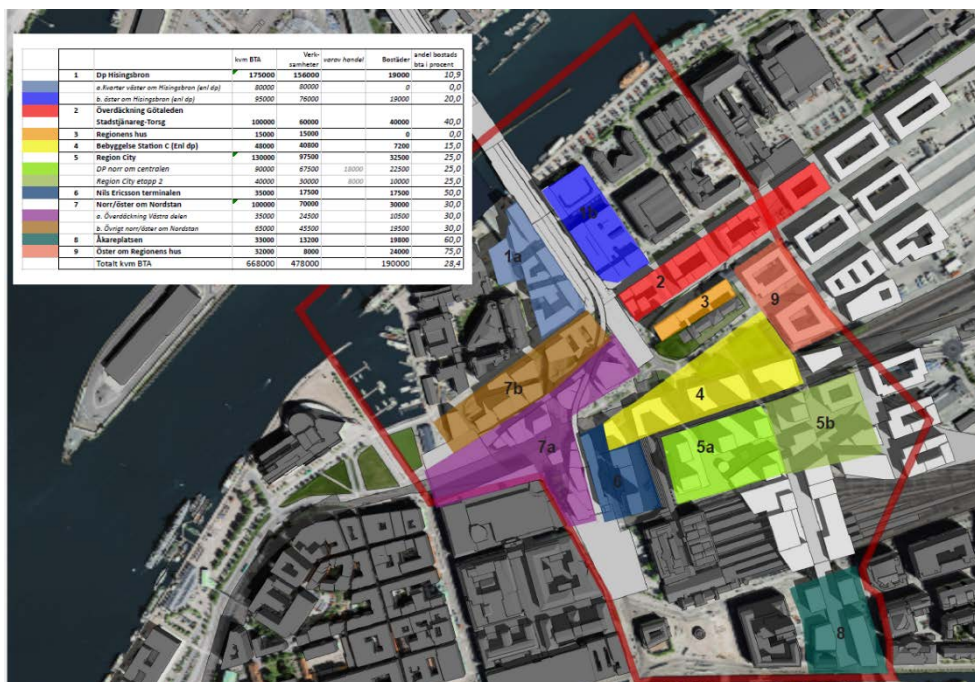 kvm BTA Verk-samheter varav handel Bostäder andel bostads bta i procent
1 Dp Hisingsbron 175000 156000 19000 10,9
a.Kvarter väster om Hisingbron (enl dp) 80000 80000 0 0,0
b. öster om Hisingsbron (enl dp) 95000 76000 19000 20,0
2 Överdäckning Götaleden
Stadstjänareg-Torsg 100000 60000 40000 40,0
3 Regionens hus 15000 15000 0 0,0
4 Bebyggelse Station C (Enl dp) 48000 40800 7200 15,0
5 Region City 130000 97500 32500 25,0
DP norr om centralen 90000 67500 18000 22500 25,0
Region City etapp 2 40000 30000 8000 10000 25,0
6 Nils Ericsson terminalen 35000 17500 17500 50,0
7 Norr/öster om Nordstan 100000 70000 30000 30,0
a. Överdäckning Västra delen 35000 24500 10500 30,0
b. Övrigt norr/öster om Nordstan 65000 45500 19500 30,0
8 Åkareplatsen 33000 13200 19800 60,0
9 Öster om Regionens hus 32000 8000 24000 75,0
Totalt kvm BTA 668000 478000 190000 28,4
1b
1a
2
3
9
7b
4
7a
5a
5b
6
8